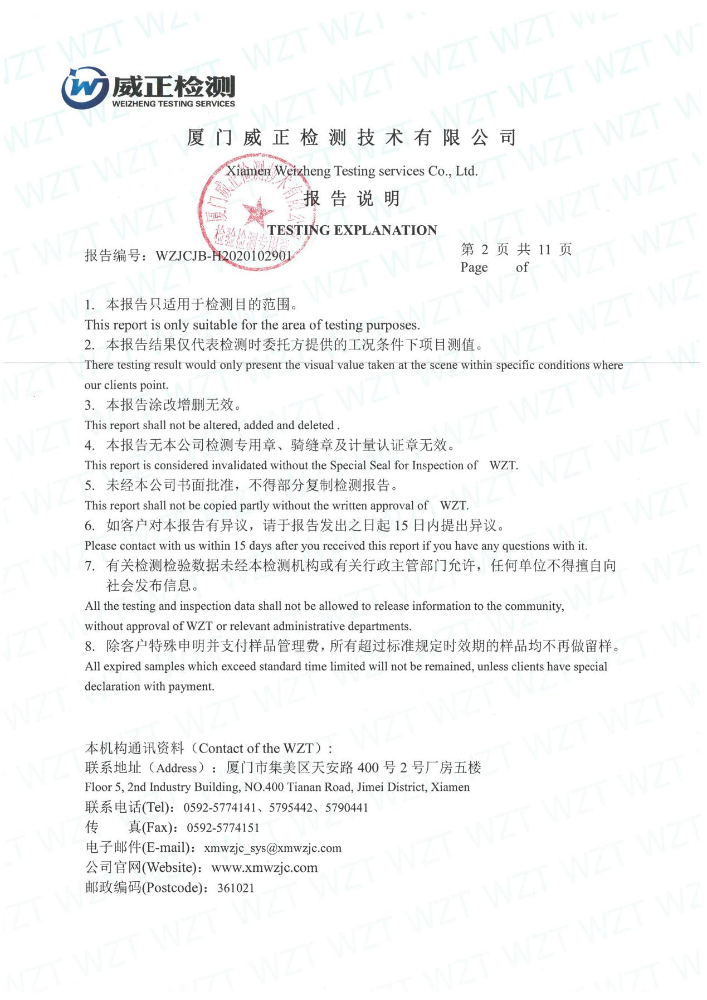 威正检测
WEIZHENG TESTING SERVICES
厦门威正检测技术有限公司
Xiamen Weizheng Testing services Co., Ltd.
报告说明
TESTING EXPLANATION
厦门威正检测技术有限公司
检验检测专用章
报告编号：WZJCJB-H2020102901
第 2 页 共 11 页
Page of
1. 本报告只适用于检测目的范围。
This report is only suitable for the area of testing purposes.
2. 本报告结果仅代表检测时委托方提供的工况条件下项目测值。
There testing result would only present the visual value taken at the scene within specific conditions where
our clients point.
3. 本报告涂改增删无效。
This report shall not be altered, added and deleted .
4. 本报告无本公司检测专用章、骑缝章及计量认证章无效。
This report is considered invalidated without the Special Seal for Inspection of WZT.
5. 未经本公司书面批准，不得部分复制检测报告。
This report shall not be copied partly without the written approval of WZT.
6. 如客户对本报告有异议，请于报告发出之日起 15 日内提出异议。
Please contact with us within 15 days after you received this report if you have any questions with it.
7. 有关检测检验数据未经本检测机构或有关行政主管部门允许，任何单位不得擅自向
社会发布信息。
All the testing and inspection data shall not be allowed to release information to the community,
without approval of WZT or relevant administrative departments.
8. 除客户特殊申明并支付样品管理费，所有超过标准规定时效期的样品均不再做留样。
All expired samples which exceed standard time limited will not be remained, unless clients have special
declaration with payment.
本机构通讯资料（Contact of the WZT）：
联系地址（Address）：厦门市集美区天安路 400 号 2 号厂房五楼
Floor 5, 2nd Industry Building, NO.400 Tianan Road, Jimei District, Xiamen
联系电话(Tel)：0592-5774141、5795442、5790441
传 真(Fax)：0592-5774151
电子邮件(E-mail)：xmwzjc_sys@xmwzjc.com
公司官网(Website)：www.xmwzjc.com
邮政编码(Postcode)：361021